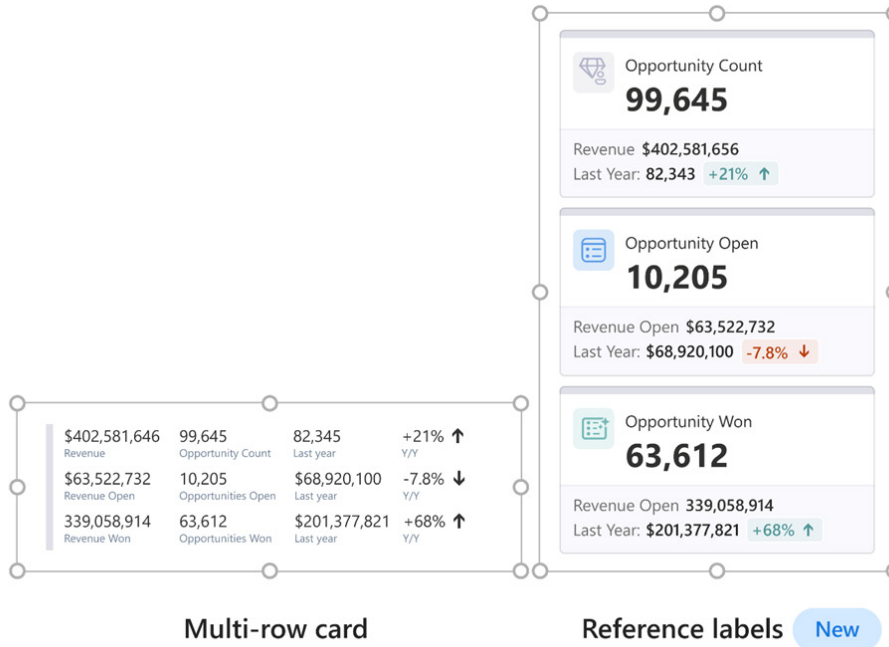 Opportunity Count
99,645
Revenue $402,581,656
Last Year: 82,343 +21% ↑
Opportunity Open
10,205
Revenue Open $63,522,732
Last Year: $68,920,100 -7.8% ↓
Opportunity Won
63,612
Revenue Open 339,058,914
Last Year: $201,377,821 +68% ↑
$402,581,646 99,645 82,345 +21% ↑
Revenue Opportunity Count Last year Y/Y
$63,522,732 10,205 $68,920,100 -7.8% ↓
Revenue Open Opportunities Open Last year Y/Y
339,058,914 63,612 $201,377,821 +68% ↑
Revenue Won Opportunities Won Last year Y/Y
Multi-row card
Reference labels New